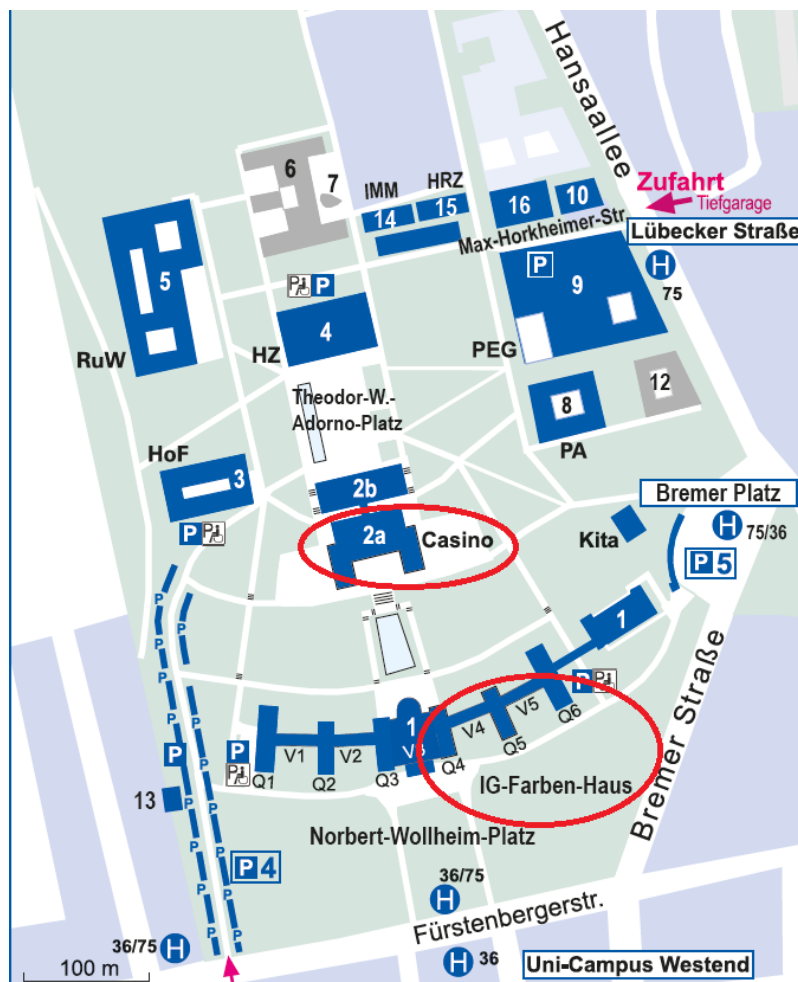 Hansaallee
6
7
IMM
HRZ
14
15
16
10
Zufahrt
Tiefgarage
Max-Horkheimer-Str.
Lübecker Straße
H
75
5
P
9
P
P
4
RuW
HZ
PEG
Theodor-W.-
Adorno-Platz
8
12
PA
HoF
3
2b
P
P
2a
Casino
Kita
Bremer Platz
H
75/36
P 5
1
P
P
P
P
P
P
P
P
P
P
1
V1
V2
V3
V4
V5
Q1
Q2
Q3
Q4
Q5
Q6
P
P
P
P
IG-Farben-Haus
Bremer Straße
13
P
P
P
P
P
P
P
P
P
Norbert-Wollheim-Platz
P 4
36/75
H
Fürstenbergerstr.
36/75
H
H
36
Uni-Campus Westend
100 m